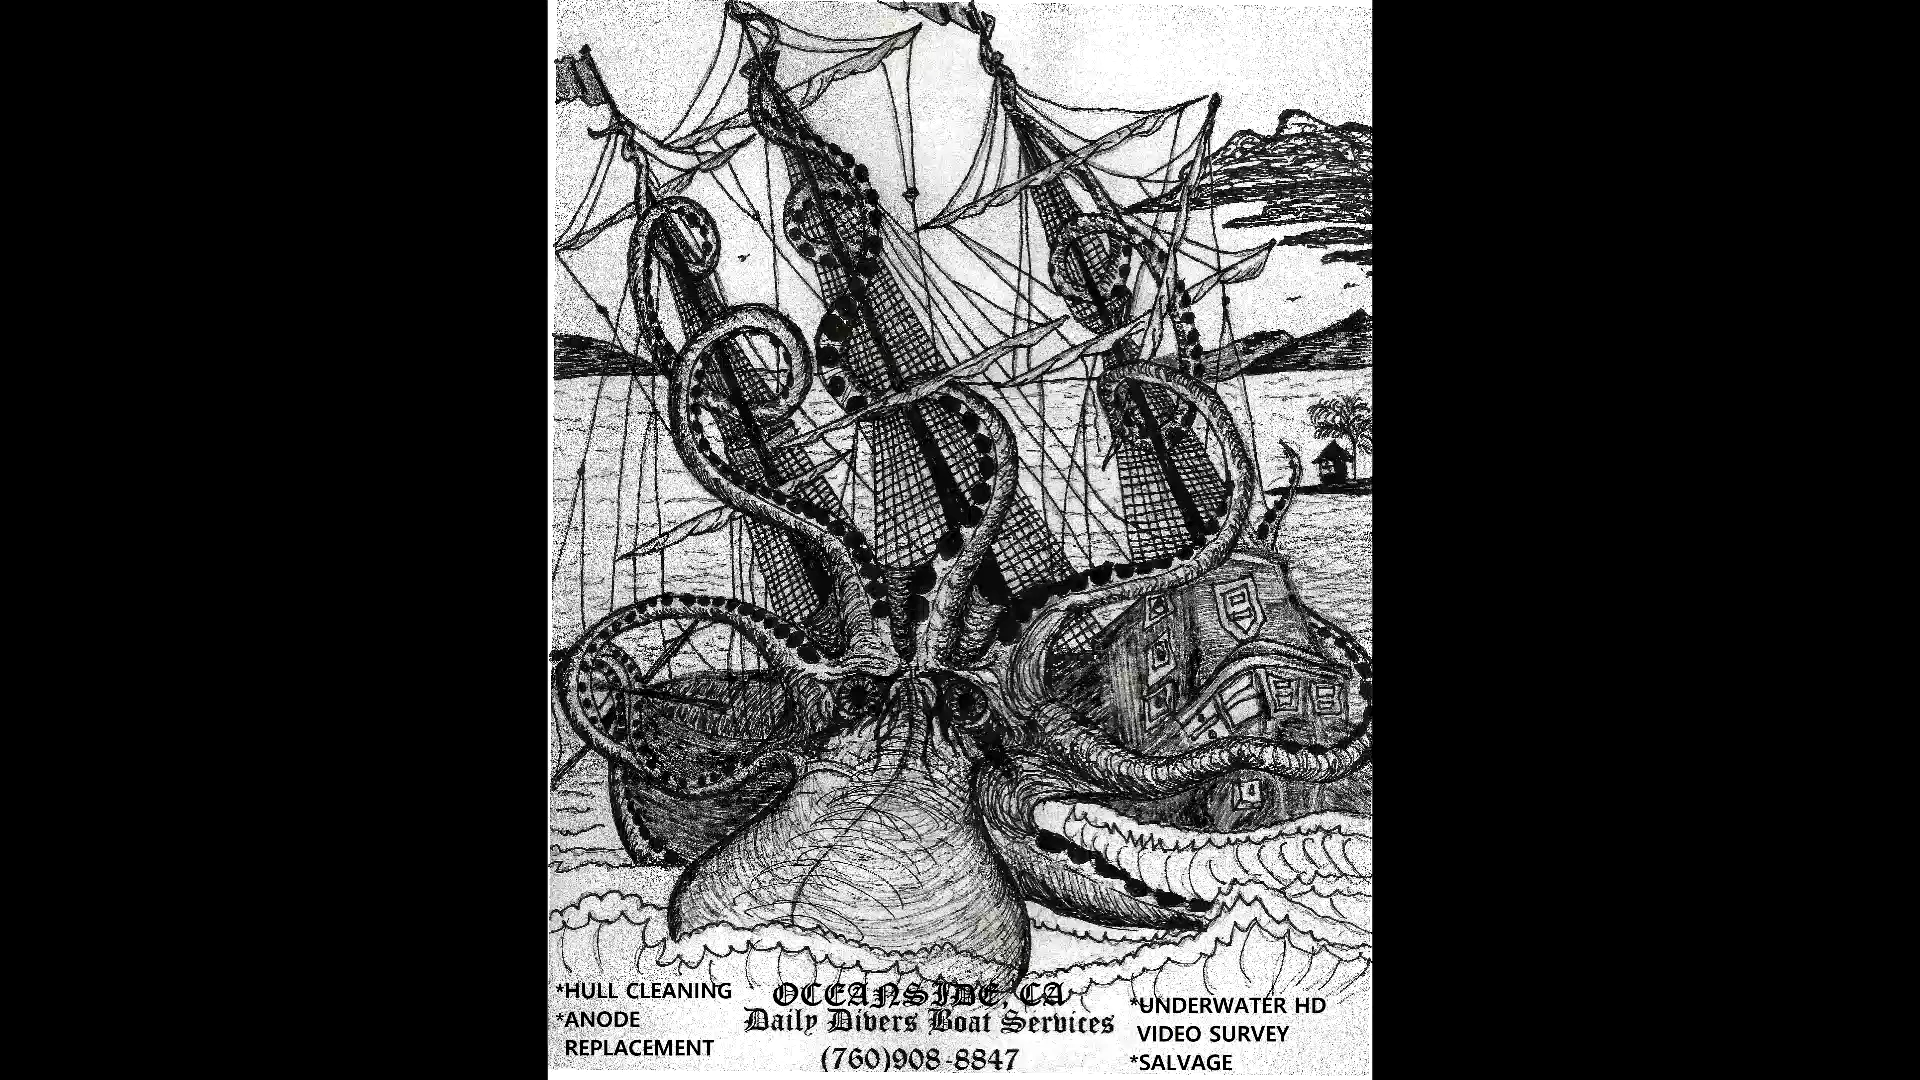 *HULL CLEANING
*ANODE
REPLACEMENT
OCEANSIDE, CA
Daily Divers Boat Services
(760)908-8847
*UNDERWATER HD
VIDEO SURVEY
*SALVAGE